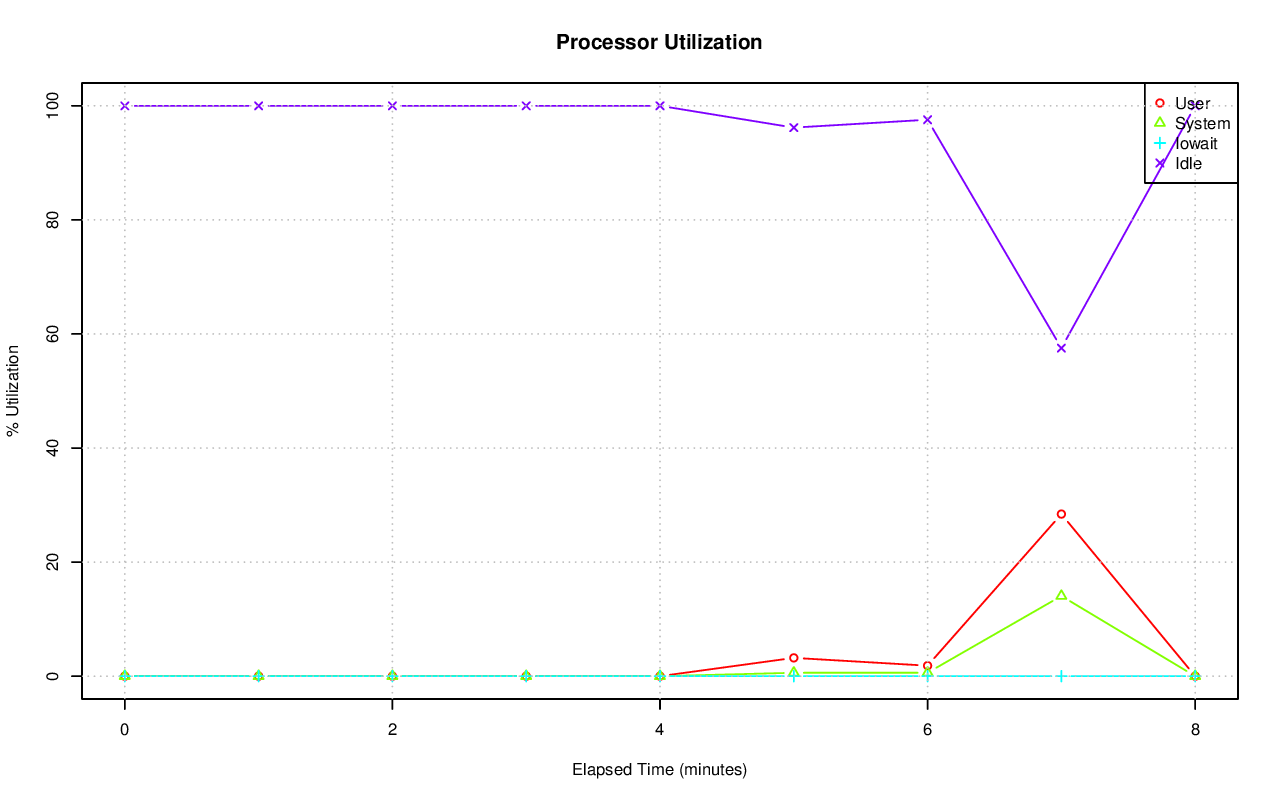 Processor Utilization
100
80
60
40
20
0
% Utilization
User
System
Iowait
Idle
0 2 4 6 8
Elapsed Time (minutes)